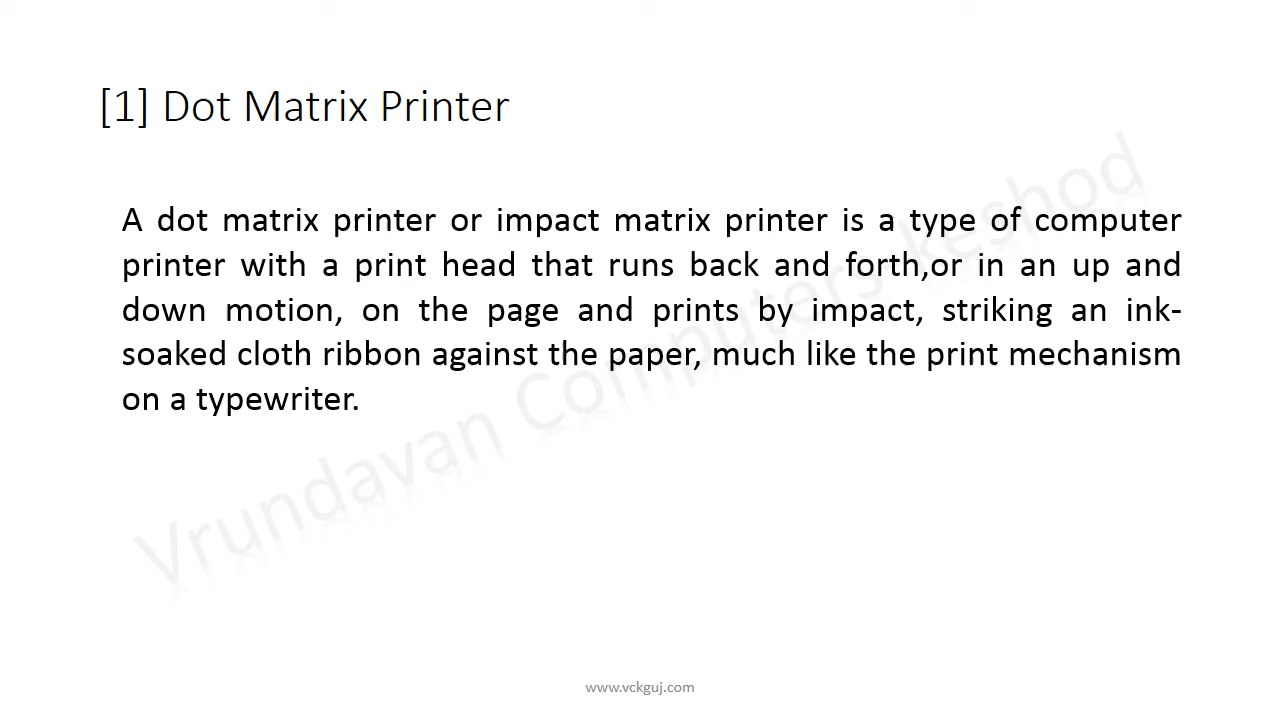 [1] Dot Matrix Printer
A dot matrix printer or impact matrix printer is a type of computer
printer with a print head that runs back and forth,or in an up and
down motion, on the page and prints by impact, striking an ink-
soaked cloth ribbon against the paper, much like the print mechanism
on a typewriter.
Vrundavan Computers keshod
www.vckguj.com